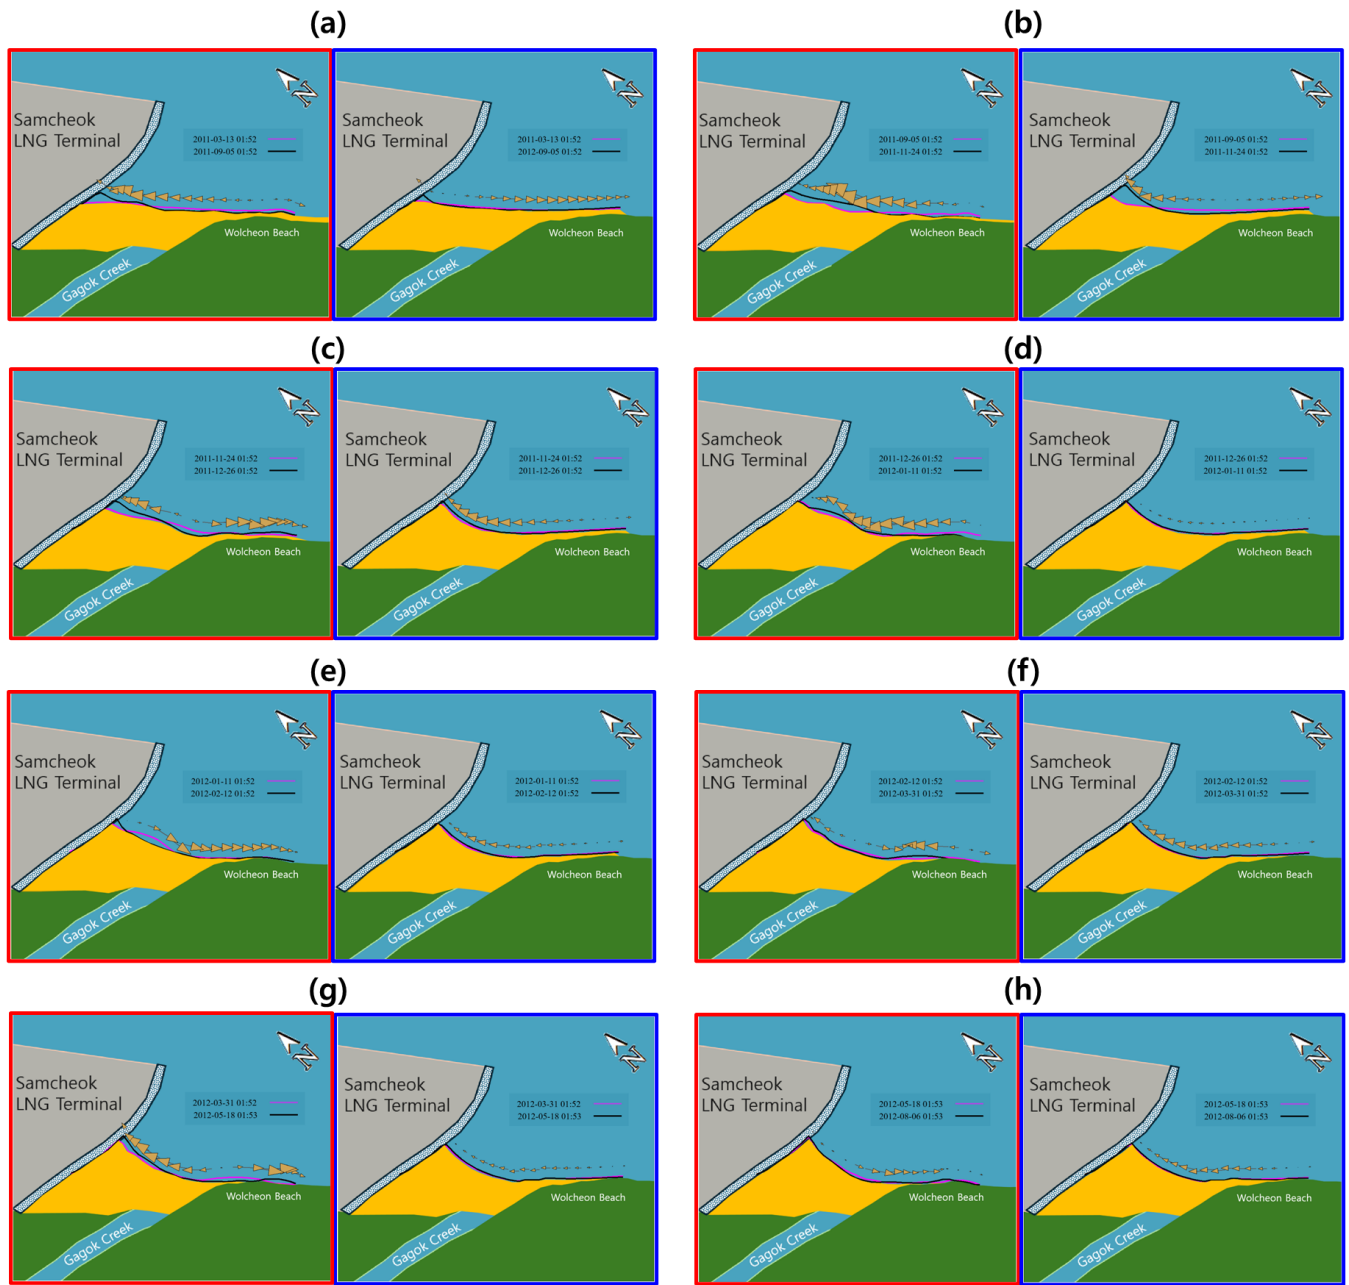 (a)
Samcheok
LNG Terminal
2011-03-13 01:52
2011-09-05 01:52
N
Wolcheon Beach
Gagok Creek
Samcheok
LNG Terminal
2011-03-13 01:52
2012-09-05 01:52
N
Wolcheon Beach
Gagok Creek
(b)
Samcheok
LNG Terminal
2011-09-05 01:52
2011-11-24 01:52
N
Wolcheon Beach
Gagok Creek
Samcheok
LNG Terminal
2011-09-05 01:52
2011-11-24 01:52
N
Wolcheon Beach
Gagok Creek
(c)
Samcheok
LNG Terminal
2011-11-24 01:52
2011-12-26 01:52
N
Wolcheon Beach
Gagok Creek
Samcheok
LNG Terminal
2011-11-24 01:52
2011-12-26 01:52
N
Wolcheon Beach
Gagok Creek
(d)
Samcheok
LNG Terminal
2011-12-26 01:52
2012-01-11 01:52
N
Wolcheon Beach
Gagok Creek
Samcheok
LNG Terminal
2011-12-26 01:52
2012-01-11 01:52
N
Wolcheon Beach
Gagok Creek
(e)
Samcheok
LNG Terminal
2012-01-11 01:52
2012-02-12 01:52
N
Wolcheon Beach
Gagok Creek
Samcheok
LNG Terminal
2012-01-11 01:52
2012-02-12 01:52
N
Wolcheon Beach
Gagok Creek
(f)
Samcheok
LNG Terminal
2012-02-12 01:52
2012-03-31 01:52
N
Wolcheon Beach
Gagok Creek
Samcheok
LNG Terminal
2012-02-12 01:52
2012-03-31 01:52
N
Wolcheon Beach
Gagok Creek
(g)
Samcheok
LNG Terminal
2012-03-31 01:52
2012-05-18 01:53
N
Wolcheon Beach
Gagok Creek
Samcheok
LNG Terminal
2012-03-31 01:52
2012-05-18 01:53
N
Wolcheon Beach
Gagok Creek
(h)
Samcheok
LNG Terminal
2012-05-18 01:53
2012-08-06 01:53
N
Wolcheon Beach
Gagok Creek
Samcheok
LNG Terminal
2012-05-18 01:53
2012-08-06 01:53
N
Wolcheon Beach
Gagok Creek